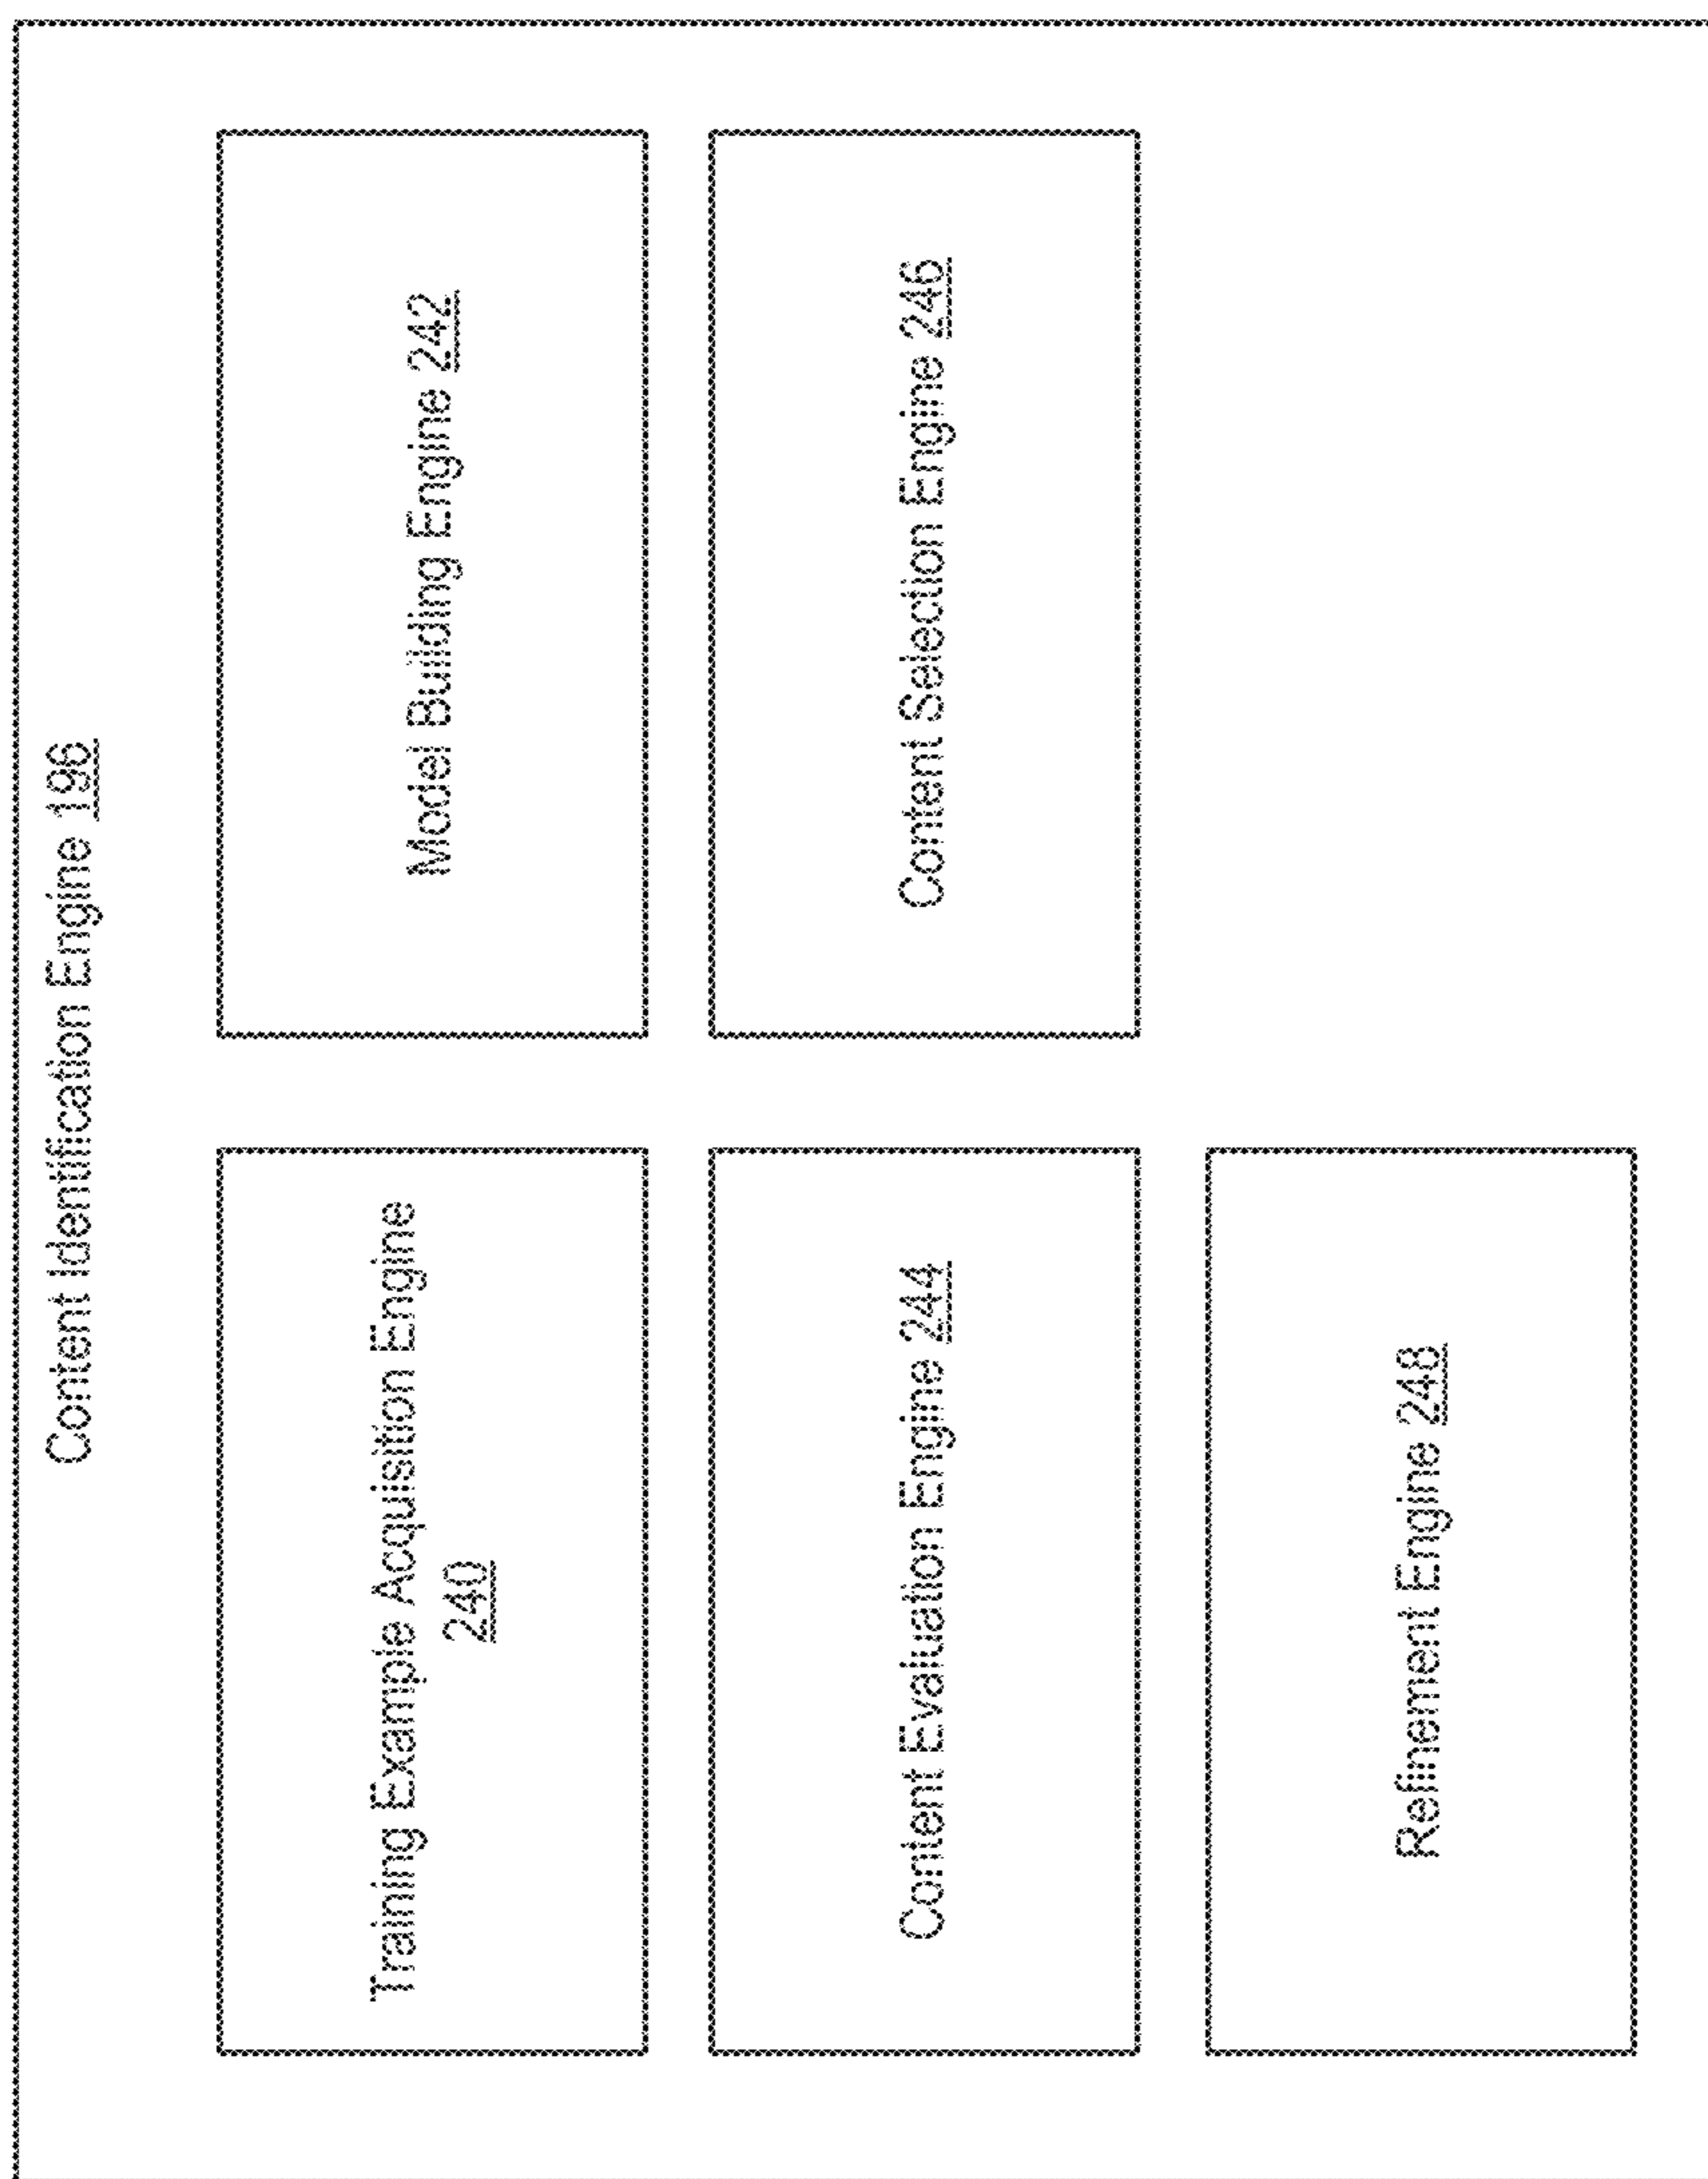 Content Identification Engine 196
Training Example Acquisition Engine
240
Model Building Engine 242
Content Evaluation Engine 244
Content Selection Engine 246
Refinement Engine 248